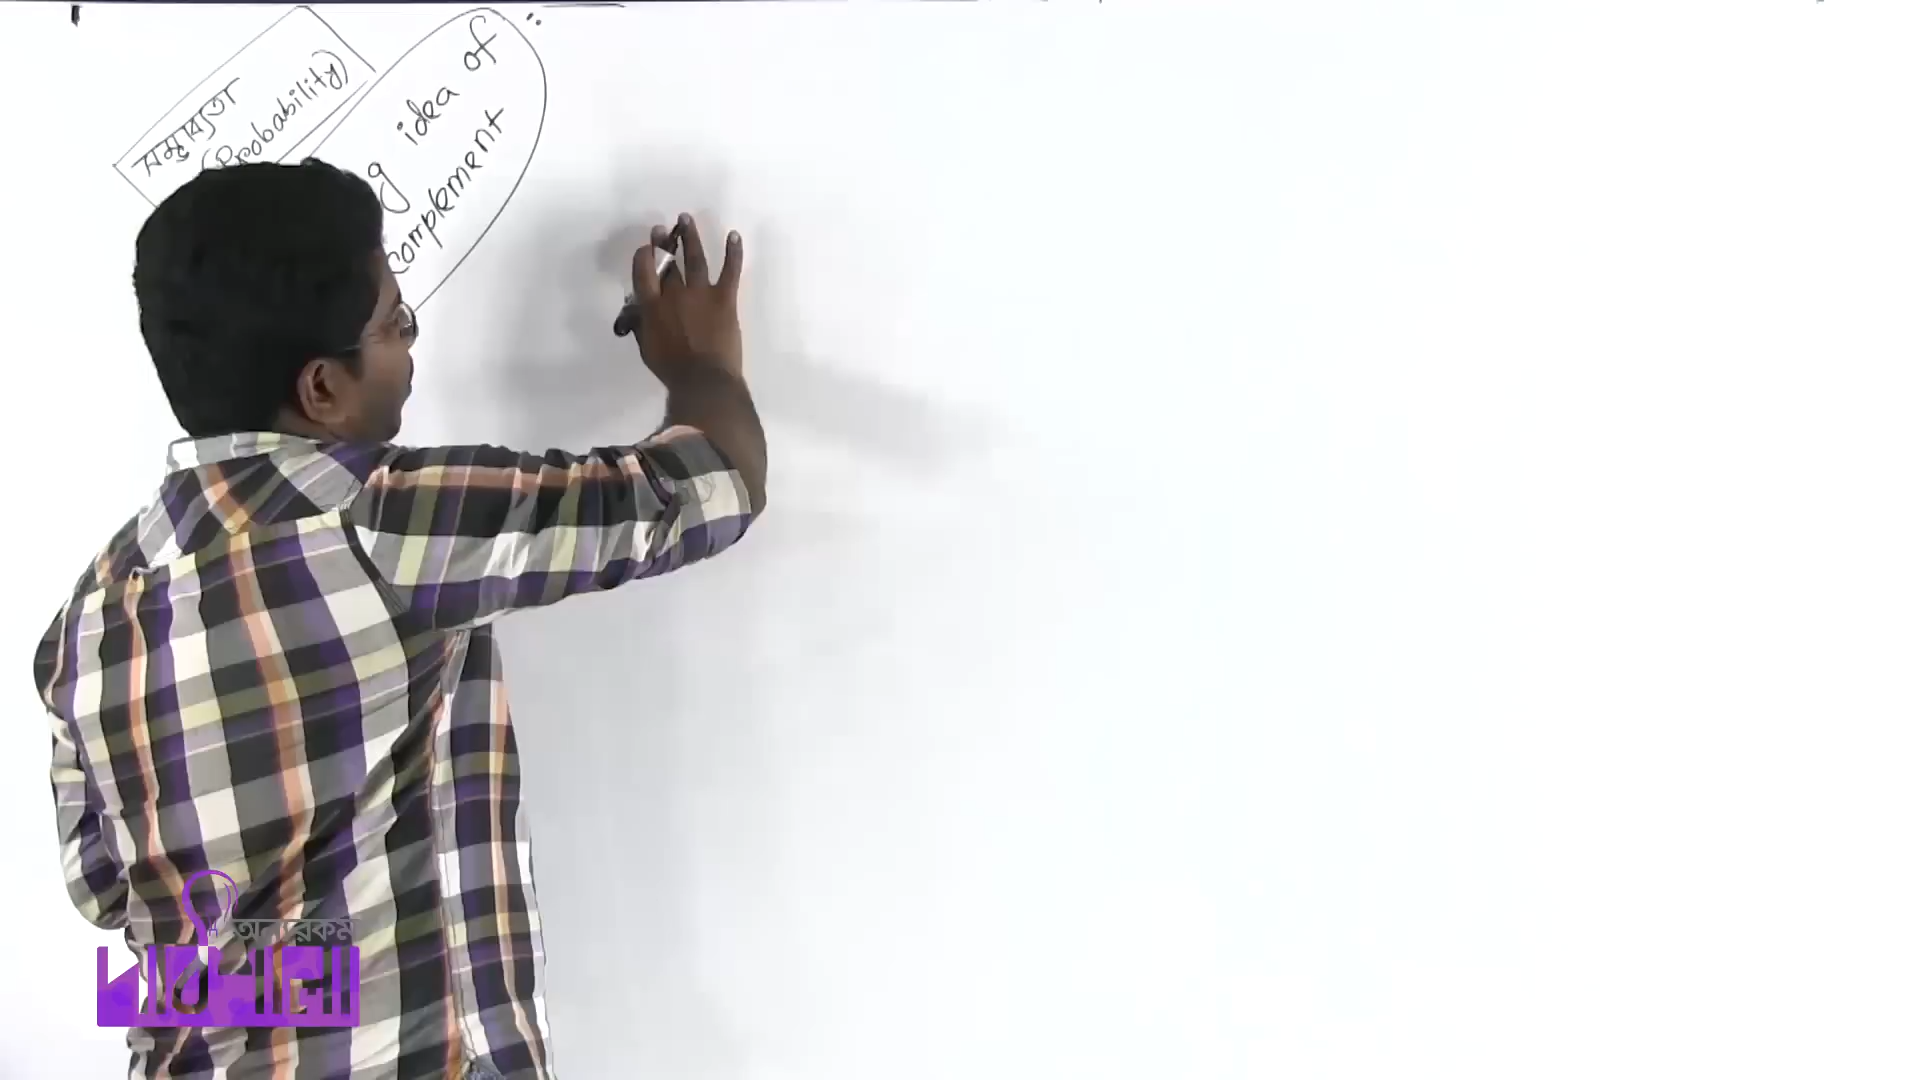 সম্ভাব্যতা
(Probability)
idea of
complement
অন্যরকম
পাঠশালা